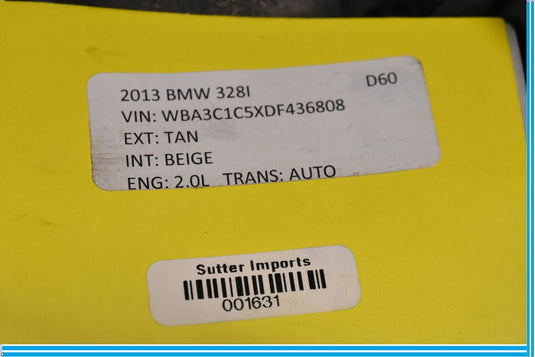 2013 BMW 328I D60
VIN: WBA3C1C5XDF436808
EXT: TAN
INT: BEIGE
ENG: 2.0L TRANS: AUTO
Sutter Imports
001631